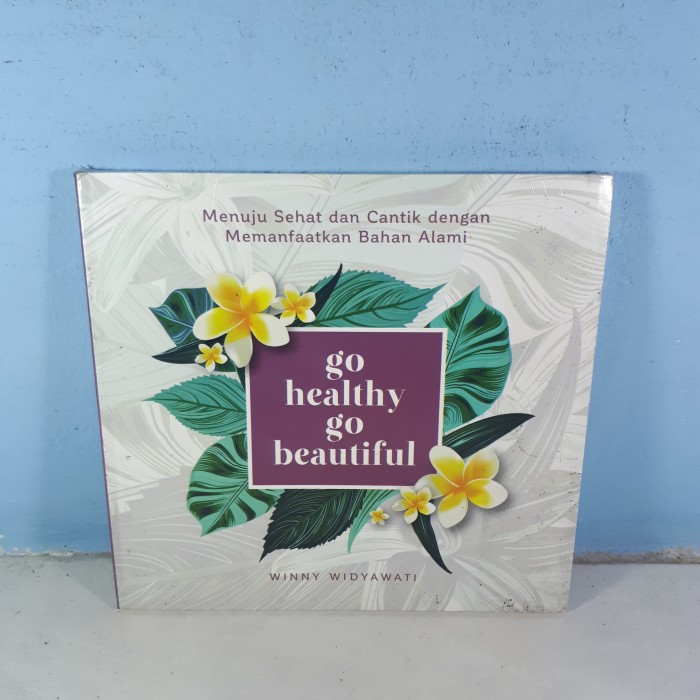 Menuju Sehat dan Cantik dengan
Memanfaatkan Bahan Alami
go
healthy
go
beautiful
WINNY WIDYAWATI